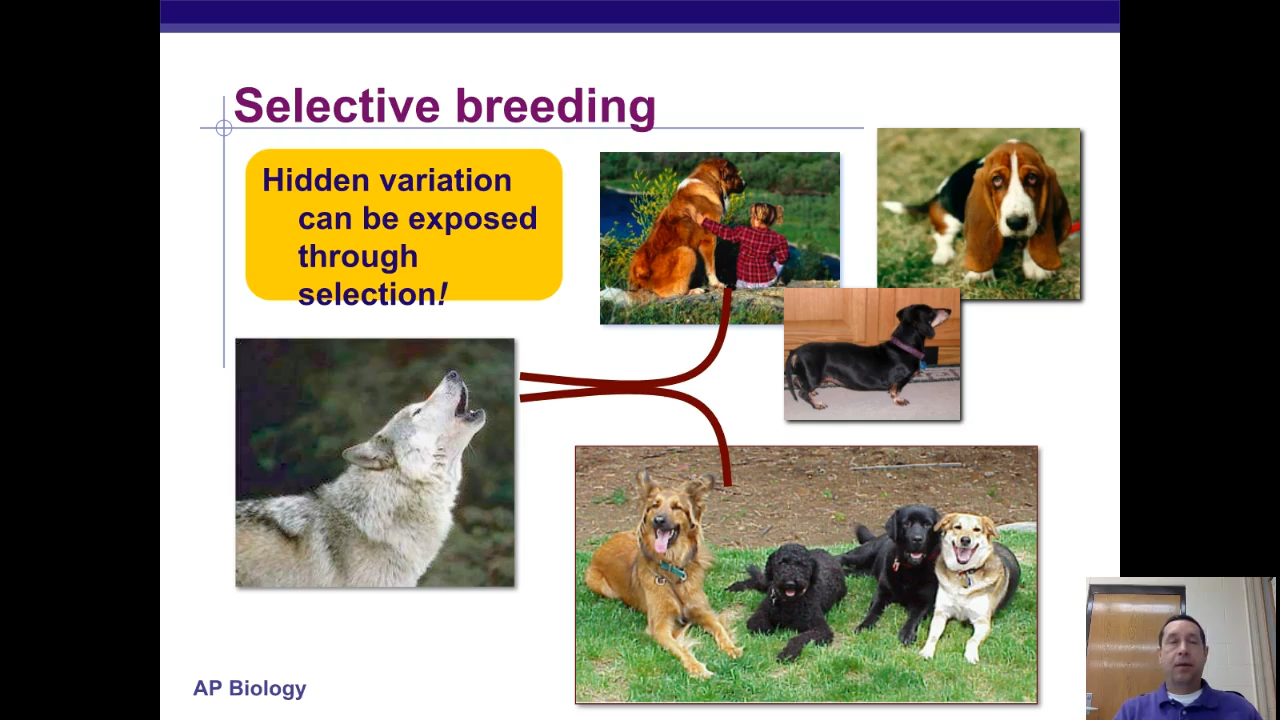 Selective breeding
Hidden variation
can be exposed
through
selection!
AP Biology